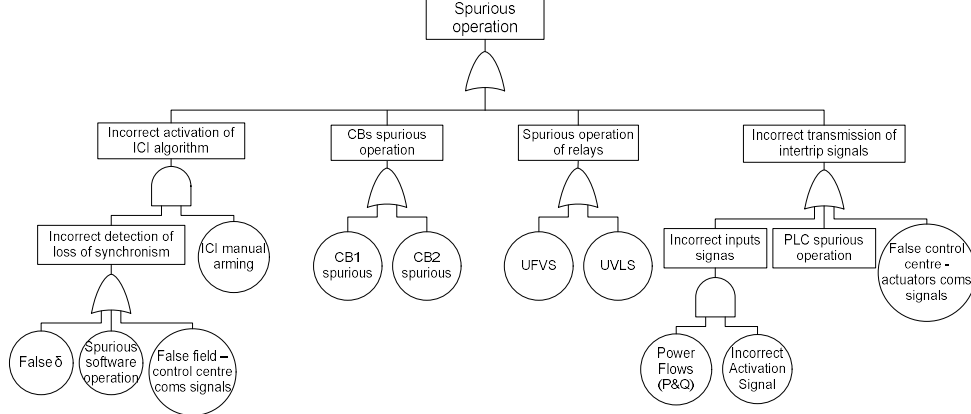 Spurious
operation
Incorrect activation of
ICI algorithm
CBs spurious
operation
Spurious operation
of relays
Incorrect transmission of
intertrip signals
Incorrect detection of
loss of synchronism
ICI manual
arming
CB1
spurious
CB2
spurious
UFVS
UVLS
Incorrect inputs
signas
PLC spurious
operation
False control
centre -
actuators coms
signals
False δ
Spurious
software
operation
False field –
control centre
coms signals
Power
Flows
(P&Q)
Incorrect
Activation
Signal